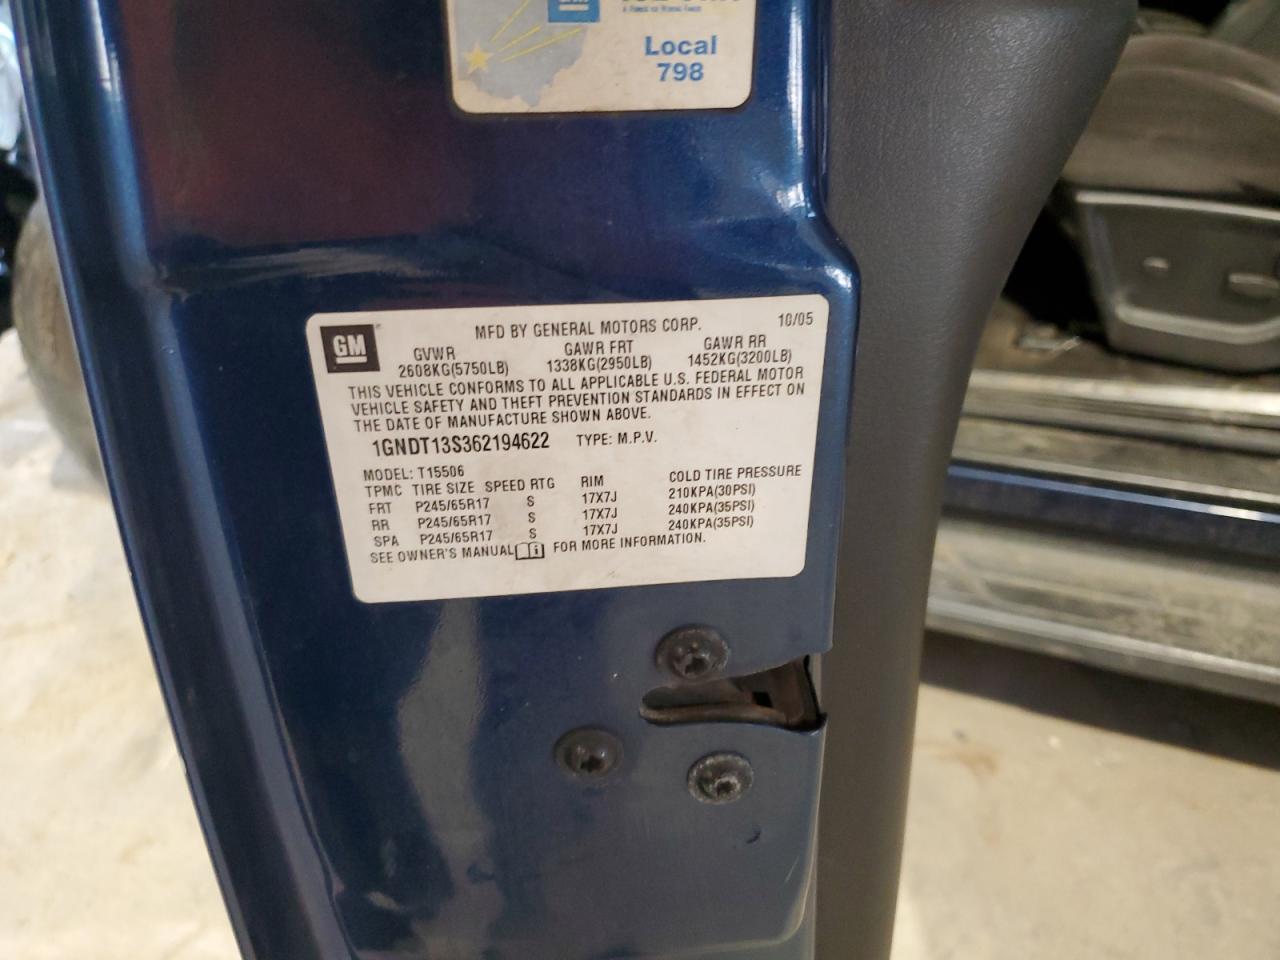 GM
Local
798
GM
MFD BY GENERAL MOTORS CORP. 10/05
GVWR GAWR FRT GAWR RR
2608KG(5750LB) 1338KG(2950LB) 1452KG(3200LB)
THIS VEHICLE CONFORMS TO ALL APPLICABLE U.S. FEDERAL MOTOR
VEHICLE SAFETY AND THEFT PREVENTION STANDARDS IN EFFECT ON
THE DATE OF MANUFACTURE SHOWN ABOVE.
1GNDT13S362194622 TYPE: M.P.V.
MODEL: T15506
TPMC TIRE SIZE SPEED RTG RIM COLD TIRE PRESSURE
FRT P245/65R17 S 17X7J 210KPA(30PSI)
RR P245/65R17 S 17X7J 240KPA(35PSI)
SPA P245/65R17 S 17X7J 240KPA(35PSI)
SEE OWNER'S MANUAL FOR MORE INFORMATION.